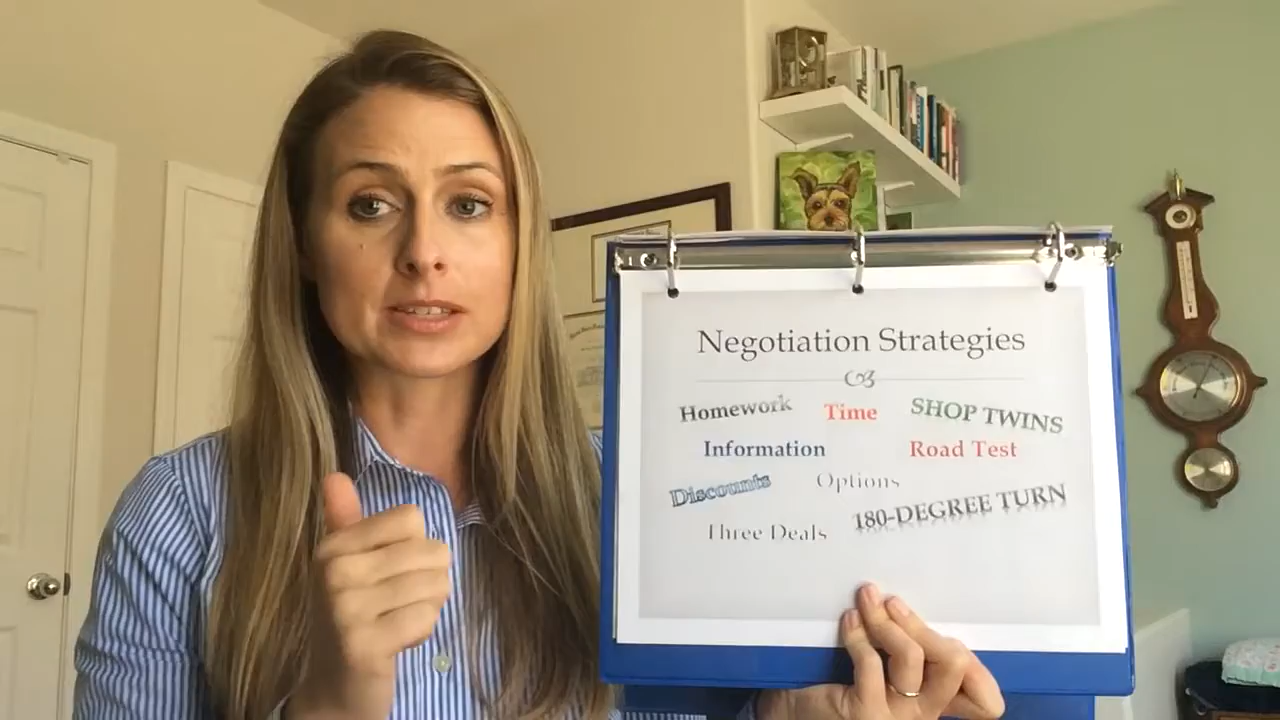 Negotiation Strategies
Homework Time SHOP TWINS
Information Road Test
Discounts Options
Three Deals 180-DEGREE TURN